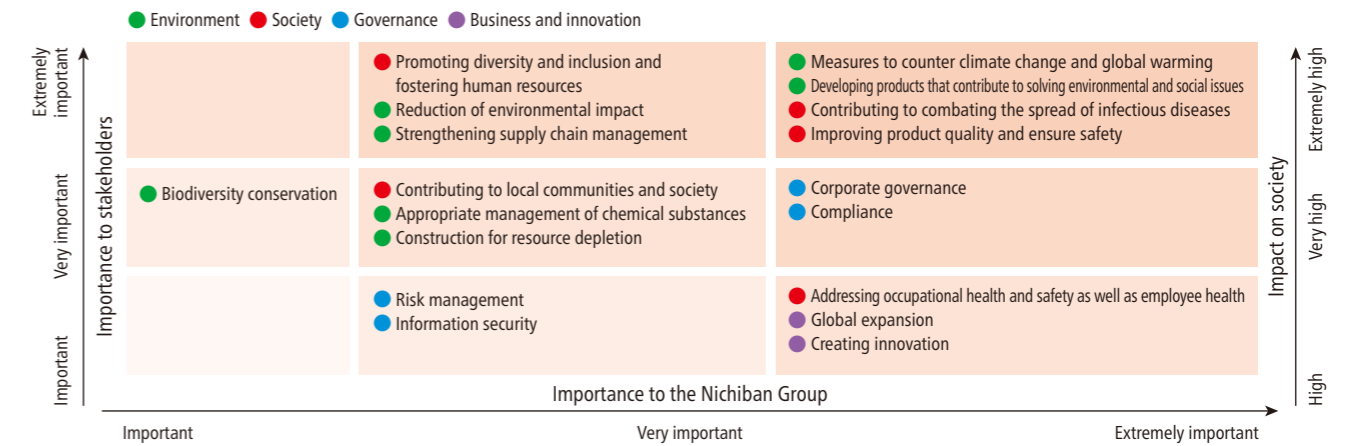 Environment Society Governance Business and innovation
Extremely important
Very important
Important
Importance to stakeholders
Promoting diversity and inclusion and
fostering human resources
Reduction of environmental impact
Strengthening supply chain management
Measures to counter climate change and global warming
Developing products that contribute to solving environmental and social issues
Contributing to combating the spread of infectious diseases
Improving product quality and ensure safety
Biodiversity conservation
Contributing to local communities and society
Appropriate management of chemical substances
Construction for resource depletion
Corporate governance
Compliance
Risk management
Information security
Addressing occupational health and safety as well as employee health
Global expansion
Creating innovation
Extremely high
Very high
High
Impact on society
Importance to the Nichiban Group
Important Very important Extremely important